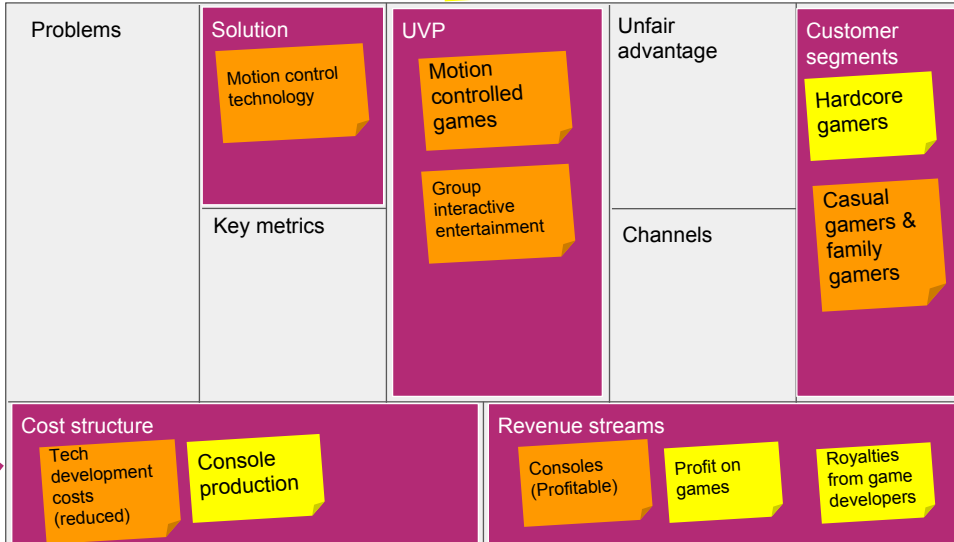 Problems
Solution
Motion control
technology
Key metrics
UVP
Motion
controlled
games
Group
interactive
entertainment
Unfair
advantage
Channels
Customer
segments
Hardcore
gamers
Casual
gamers &
family
gamers
Cost structure
Tech
development
costs
(reduced)
Console
production
Revenue streams
Consoles
(Profitable)
Profit on
games
Royalties
from game
developers